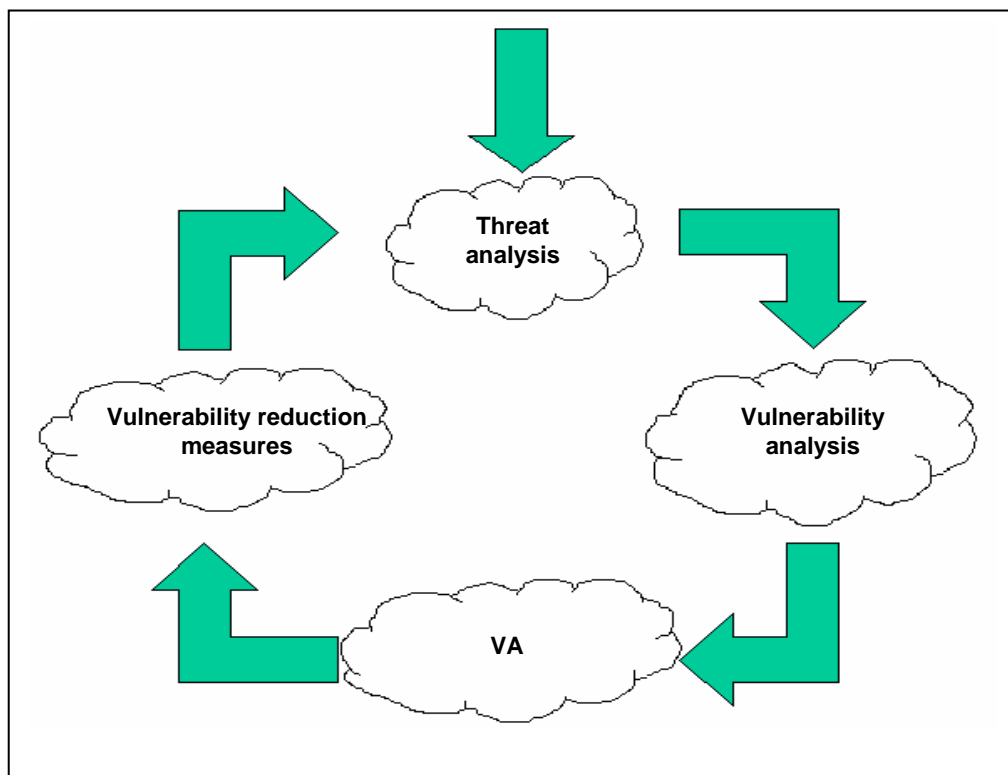 Threat
analysis
Vulnerability
analysis
VA
Vulnerability reduction
measures